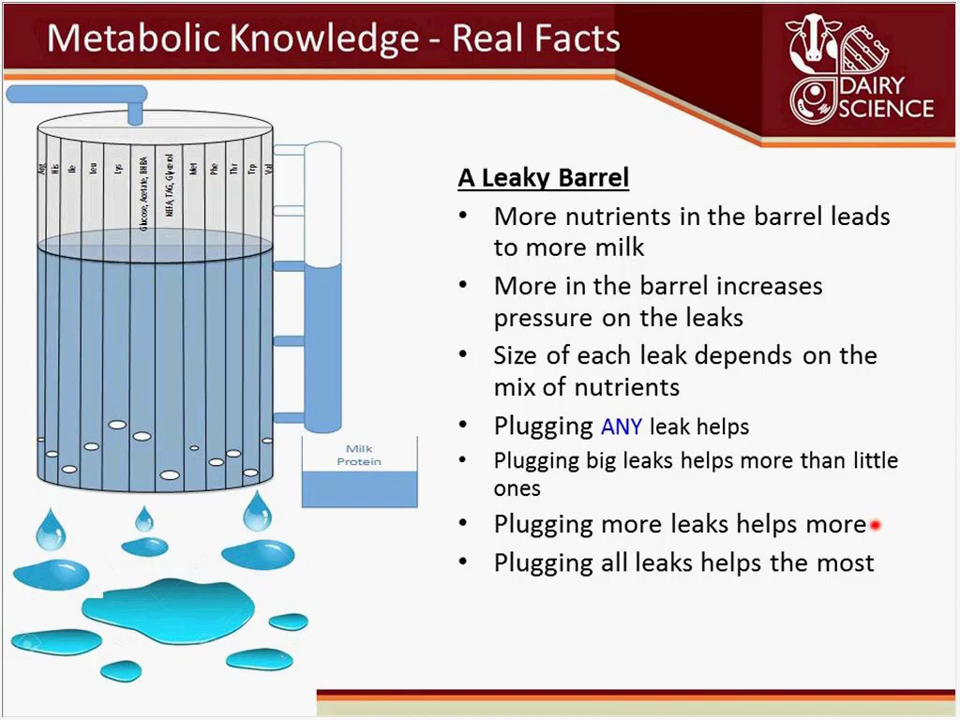 Metabolic Knowledge - Real Facts
DAIRY
SCIENCE
Arg
His
Ile
Leu
Lys
Glucose, Acetate, BHBA
NEFA, TAG, Glycerol
Met
Phe
Thr
Trp
Val
Milk
Protein
A Leaky Barrel
• More nutrients in the barrel leads
to more milk
• More in the barrel increases
pressure on the leaks
• Size of each leak depends on the
mix of nutrients
• Plugging ANY leak helps
• Plugging big leaks helps more than little
ones
• Plugging more leaks helps more
• Plugging all leaks helps the most